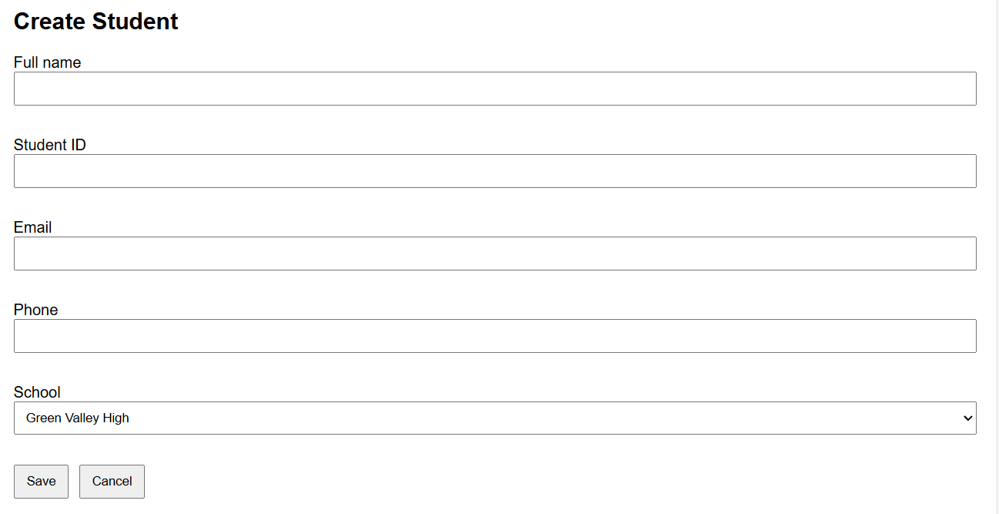 Create Student
Full name
Student ID
Email
Phone
School
Green Valley High
Save Cancel